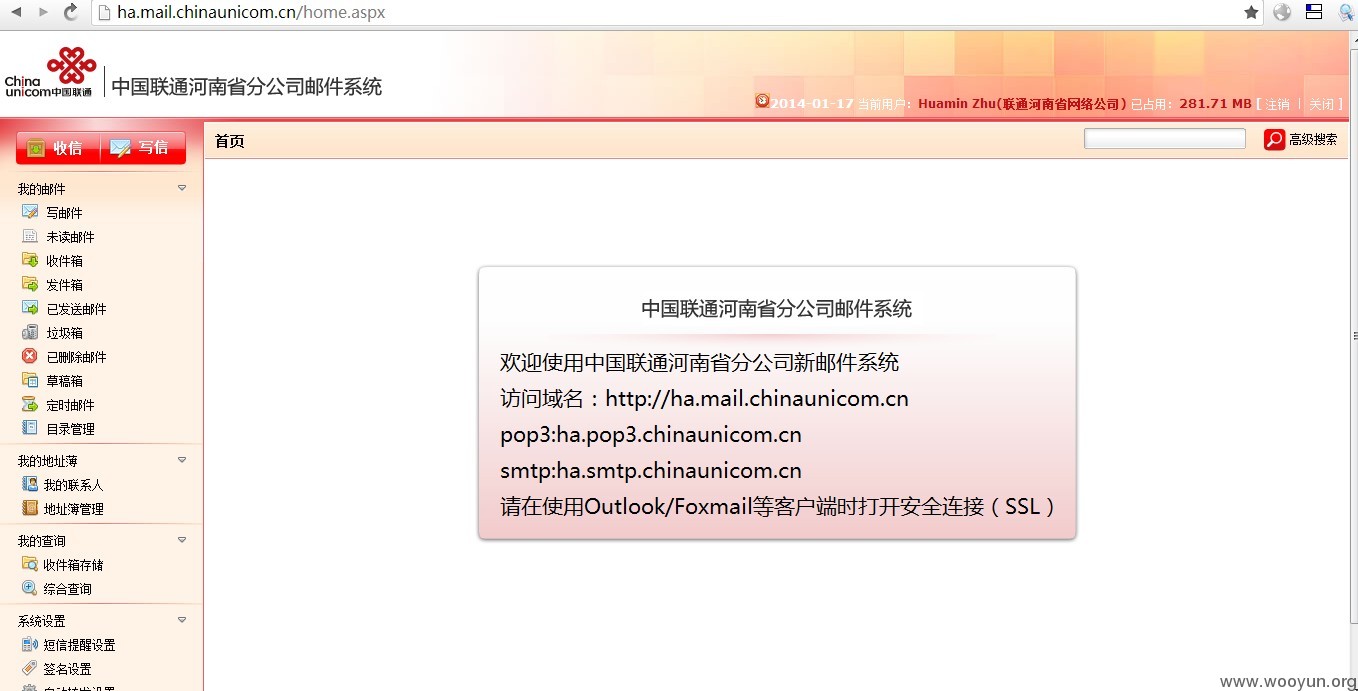 ha.mail.chinaunicom.cn/home.aspx
China unicom中国联通
中国联通河南省分公司邮件系统
2014-01-17 当前用户: Huamin Zhu(联通河南省网络公司) 已占用: 281.71 MB [ 注销 | 关闭 ]
收信 写信
首页
高级搜索
我的邮件
写邮件
未读邮件
收件箱
发件箱
已发送邮件
垃圾箱
已删除邮件
草稿箱
定时邮件
目录管理
我的地址薄
我的联系人
地址簿管理
我的查询
收件箱存储
综合查询
系统设置
短信提醒设置
签名设置
中国联通河南省分公司邮件系统
欢迎使用中国联通河南省分公司新邮件系统
访问域名：http://ha.mail.chinaunicom.cn
pop3:ha.pop3.chinaunicom.cn
smtp:ha.smtp.chinaunicom.cn
请在使用Outlook/Foxmail等客户端时打开安全连接（SSL）
www.wooyun.org